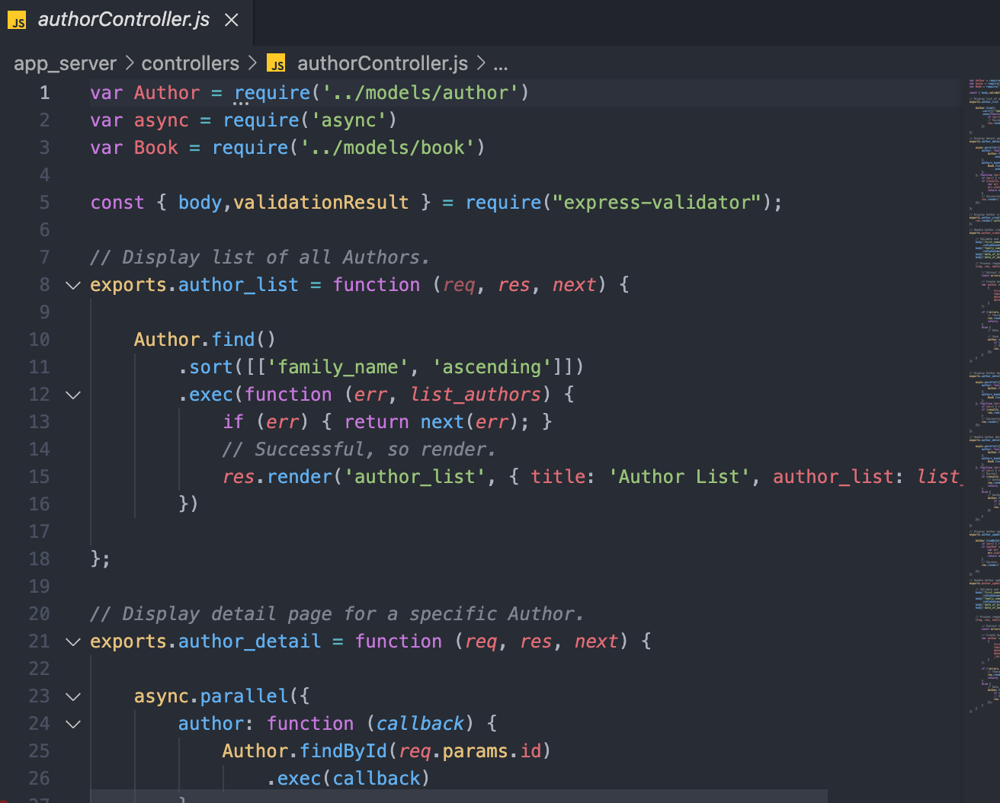 JS authorController.js
app_server > controllers > JS authorController.js > ...
1 var Author = require('../models/author')
2 var async = require('async')
3 var Book = require('../models/book')
4
5 const { body,validationResult } = require("express-validator");
6
7 // Display list of all Authors.
8 exports.author_list = function (req, res, next) {
9
10 Author.find()
11 .sort([['family_name', 'ascending']])
12 .exec(function (err, list_authors) {
13 if (err) { return next(err); }
14 // Successful, so render.
15 res.render('author_list', { title: 'Author List', author_list: list_
16 })
17
18 };
19
20 // Display detail page for a specific Author.
21 exports.author_detail = function (req, res, next) {
22
23 async.parallel({
24 author: function (callback) {
25 Author.findById(req.params.id)
26 .exec(callback)
27 }